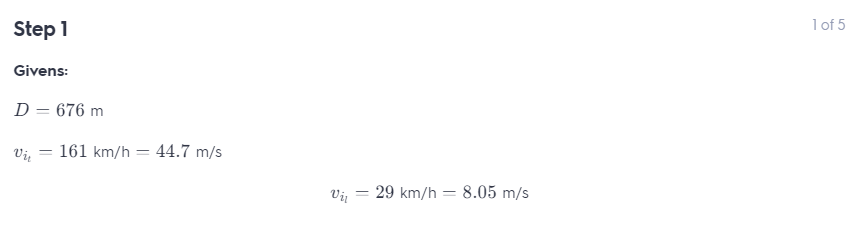 Step 1
1 of 5
Givens:
D = 676 m
v_{i_t} = 161 km/h = 44.7 m/s
v_{i_l} = 29 km/h = 8.05 m/s